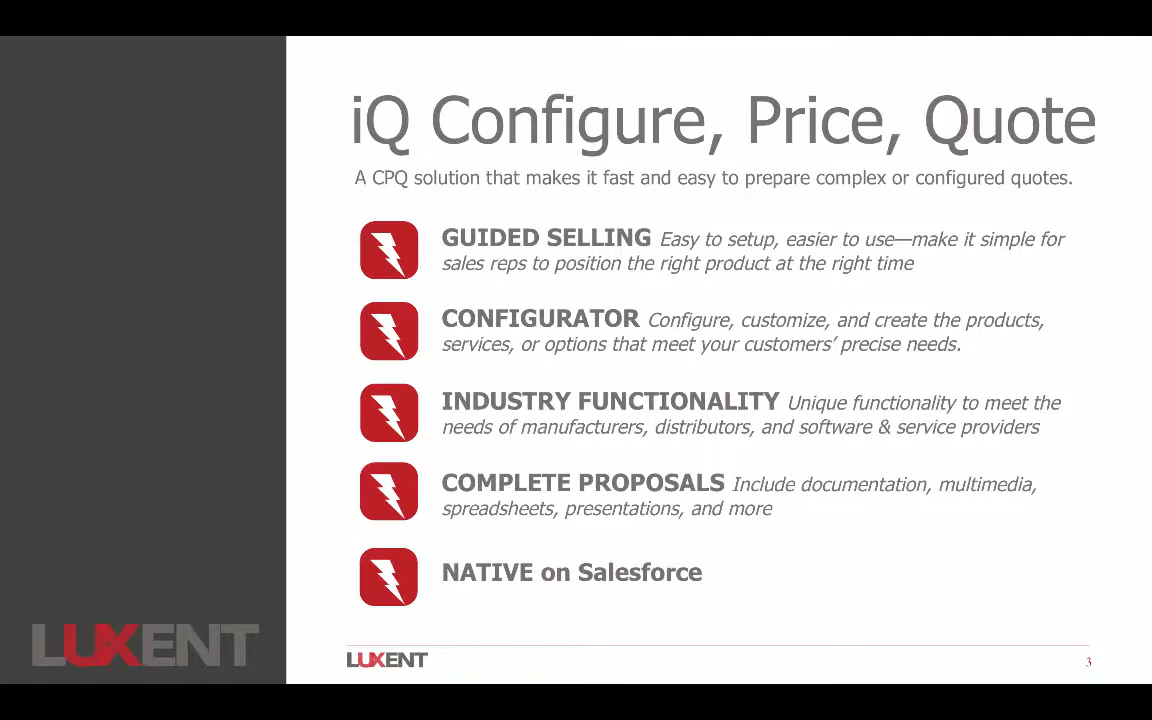 iQ Configure, Price, Quote
A CPQ solution that makes it fast and easy to prepare complex or configured quotes.
GUIDED SELLING Easy to setup, easier to use—make it simple for
sales reps to position the right product at the right time
CONFIGURATOR Configure, customize, and create the products,
services, or options that meet your customers’ precise needs.
INDUSTRY FUNCTIONALITY Unique functionality to meet the
needs of manufacturers, distributors, and software & service providers
COMPLETE PROPOSALS Include documentation, multimedia,
spreadsheets, presentations, and more
NATIVE on Salesforce
LUXENT
LUXENT
3